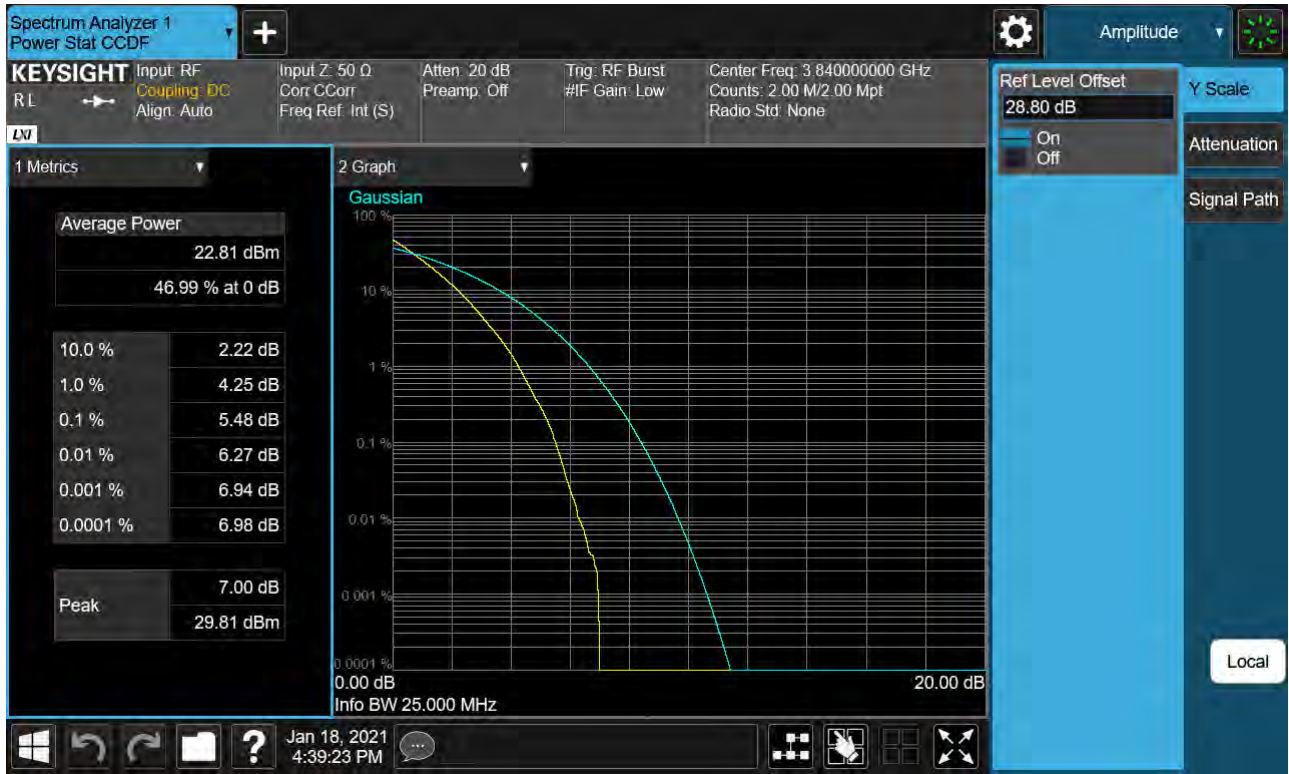 Spectrum Analyzer 1
Power Stat CCDF
+
Amplitude
KEYSIGHT
RL
LXI
Input: RF
Coupling: DC
Align: Auto
Input Z: 50 Ω
Corr CCorr
Freq Ref: Int (S)
Atten: 20 dB
Preamp: Off
Trig: RF Burst
#IF Gain: Low
Center Freq: 3.840000000 GHz
Counts: 2.00 M/2.00 Mpt
Radio Std: None
Ref Level Offset
28.80 dB
On
Off
Y Scale
Attenuation
Signal Path
Local
1 Metrics
Average Power
22.81 dBm
46.99 % at 0 dB
10.0 % 2.22 dB
1.0 % 4.25 dB
0.1 % 5.48 dB
0.01 % 6.27 dB
0.001 % 6.94 dB
0.0001 % 6.98 dB
Peak
7.00 dB
29.81 dBm
2 Graph
Gaussian
100 %
10 %
1 %
0.1 %
0.01 %
0.001 %
0.0001 %
0.00 dB 20.00 dB
Info BW 25.000 MHz
?
Jan 18, 2021
4:39:23 PM